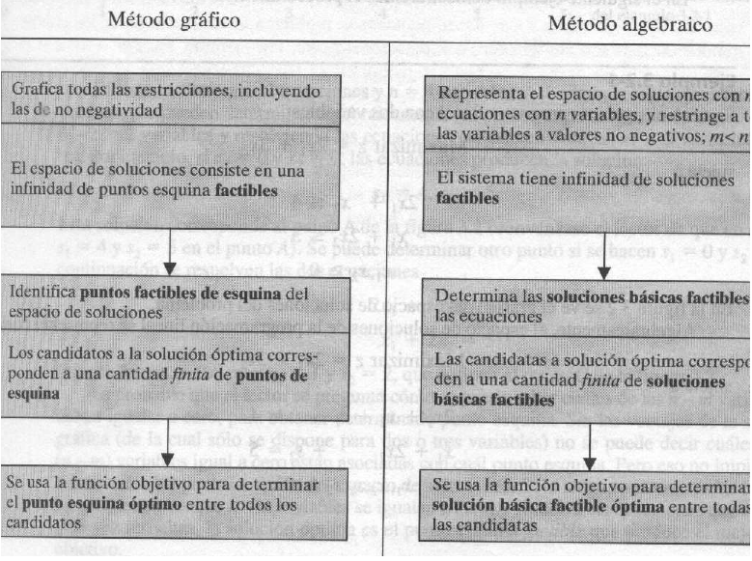 Método gráfico
Grafica todas las restricciones, incluyendo
las de no negatividad
El espacio de soluciones consiste en una
infinidad de puntos esquina factibles
Identifica puntos factibles de esquina del
espacio de soluciones
Los candidatos a la solución óptima corres-
ponden a una cantidad finita de puntos de
esquina
Se usa la función objetivo para determinar
el punto esquina óptimo entre todos los
candidatos
Método algebraico
Representa el espacio de soluciones con
ecuaciones con n variables, y restringe a t
las variables a valores no negativos; m< n
El sistema tiene infinidad de soluciones
factibles
Determina las soluciones básicas factibles
las ecuaciones
Las candidatas a solución óptima correspo
den a una cantidad finita de soluciones
básicas factibles
Se usa la función objetivo para determinar
solución básica factible óptima entre todas
las candidatas